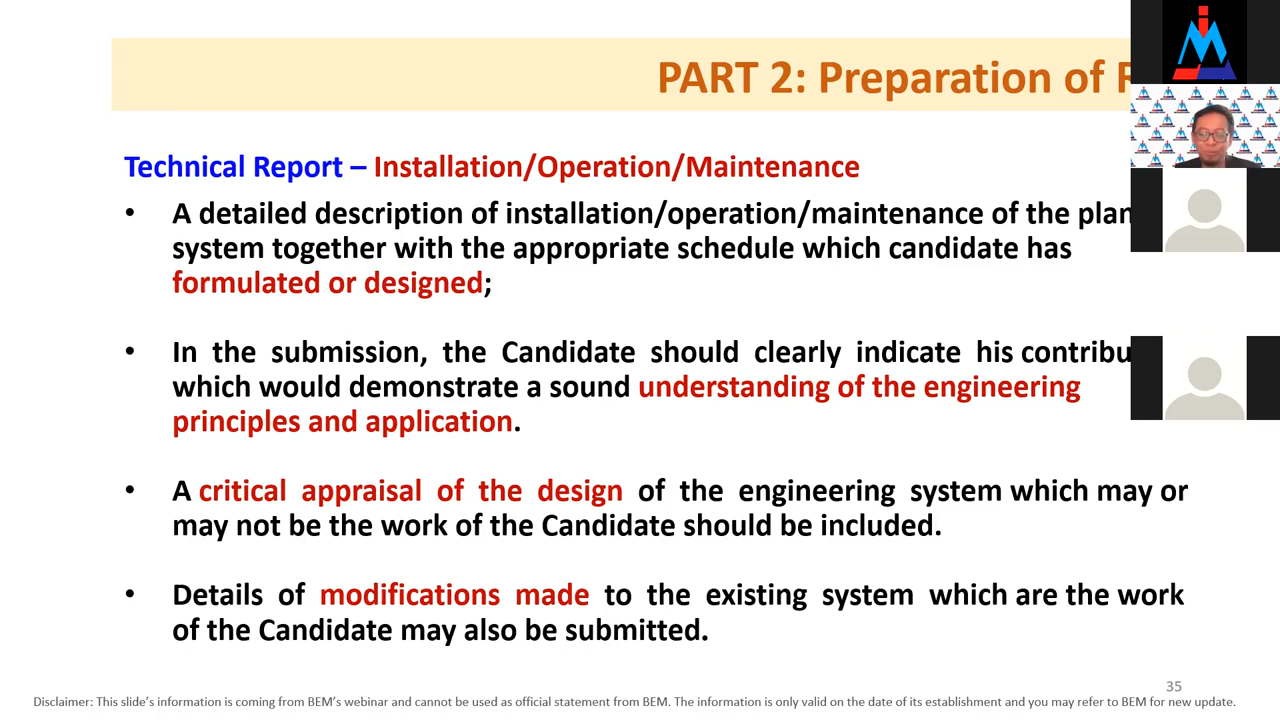 PART 2: Preparation of
Technical Report – Installation/Operation/Maintenance
• A detailed description of installation/operation/maintenance of the
system together with the appropriate schedule which candidate has
formulated or designed;
• In the submission, the Candidate should clearly indicate his
which would demonstrate a sound understanding of the engineering
principles and application.
• A critical appraisal of the design of the engineering system which may or
may not be the work of the Candidate should be included.
• Details of modifications made to the existing system which are the work
of the Candidate may also be submitted.
35
Disclaimer: This slide's information is coming from BEM's webinar and cannot be used as official statement from BEM. The information is only valid on the date of its establishment and you may refer to BEM for new update.